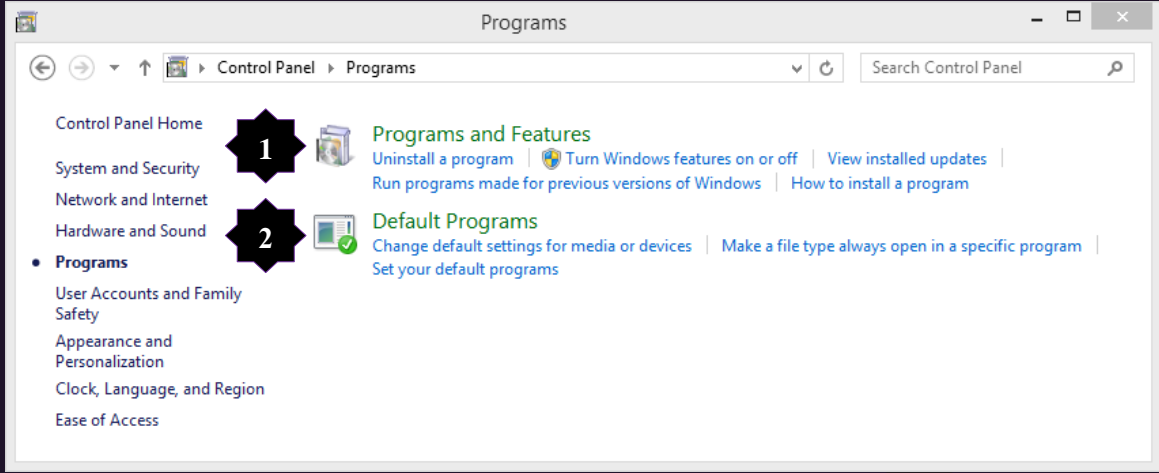 Programs
Control Panel Programs
Search Control Panel
Control Panel Home
System and Security
Network and Internet
Hardware and Sound
Programs
User Accounts and Family
Safety
Appearance and
Personalization
Clock, Language, and Region
Ease of Access
1
Programs and Features
Uninstall a program Turn Windows features on or off View installed updates
Run programs made for previous versions of Windows How to install a program
2
Default Programs
Change default settings for media or devices Make a file type always open in a specific program
Set your default programs